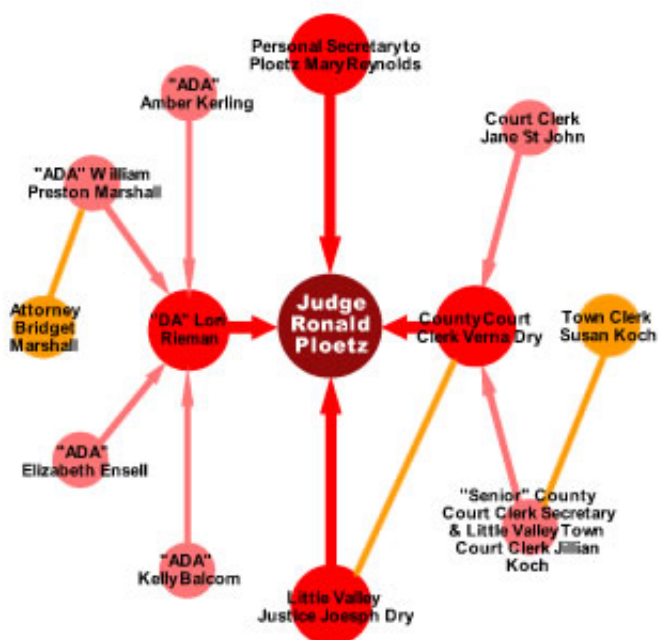 Personal Secretary to
Ploetz Mary Reynolds
"ADA"
Amber Kerling
Court Clerk
Jane St John
"ADA" William
Preston Marshall
Attorney
Bridget
Marshall
"DA" Lori
Rieman
Judge
Ronald
Ploetz
County Court
Clerk Verna Dry
Town Clerk
Susan Koch
"ADA"
Elizabeth Ensell
"Senior" County
Court Clerk Secretary
& Little Valley Town
Court Clerk Jillian
Koch
"ADA"
Kelly Balcom
Little Valley
Justice Joesph Dry